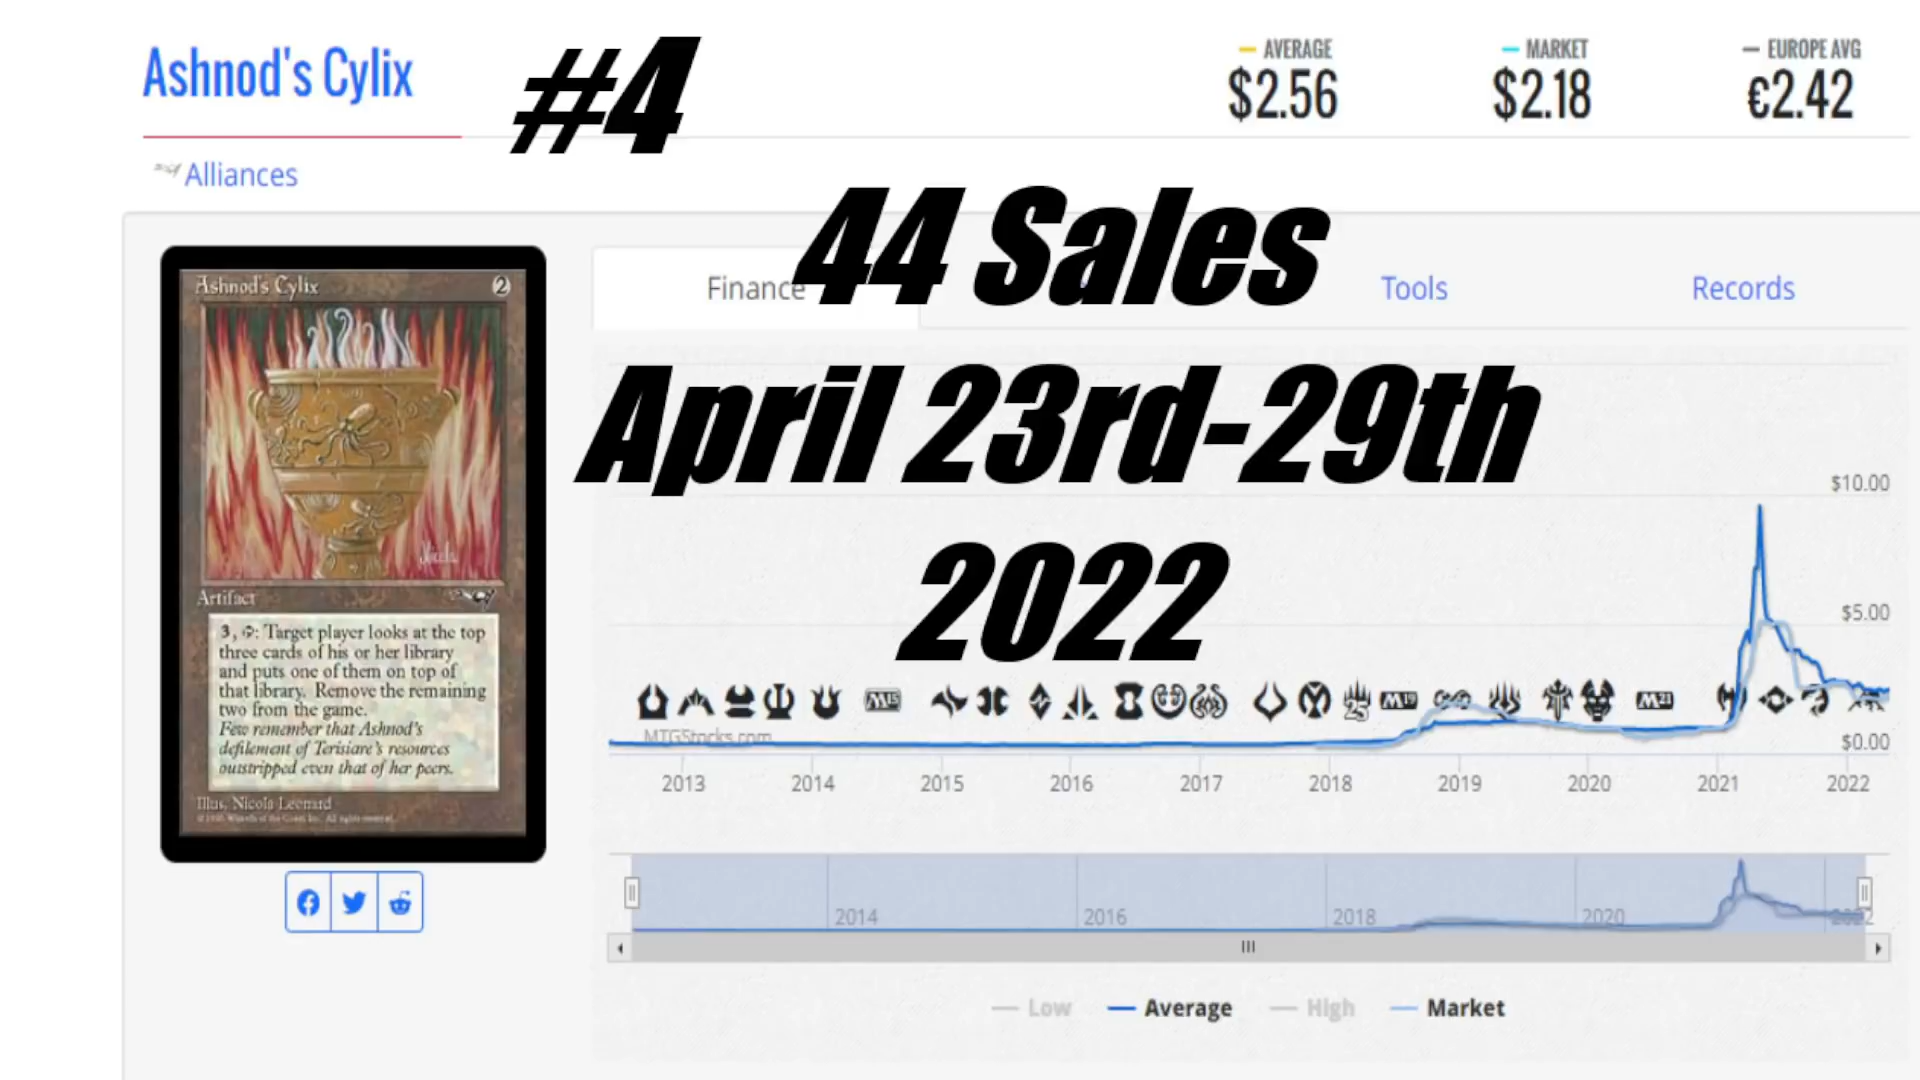 Ashnod's Cylix
#4
AVERAGE
$2.56
MARKET
$2.18
EUROPE AVG
€2.42
Alliances
44 Sales
April 23rd-29th
2022
Finance
Tools
Records
Ashnod's Cylix 2
Artifact
3, : Target player looks at the top
three cards of his or her library
and puts one of them on top of
that library. Remove the remaining
two from the game.
Few remember that Ashnod's
defilement of Terisiare's resources
outstripped even that of her peers.
Illus. Nicola Leonard
$10.00
$5.00
$0.00
M15
25
M19
M21
MTGStocks.com
2013 2014 2015 2016 2017 2018 2019 2020 2021 2022
2014 2016 2018 2020 2022
Low Average High Market